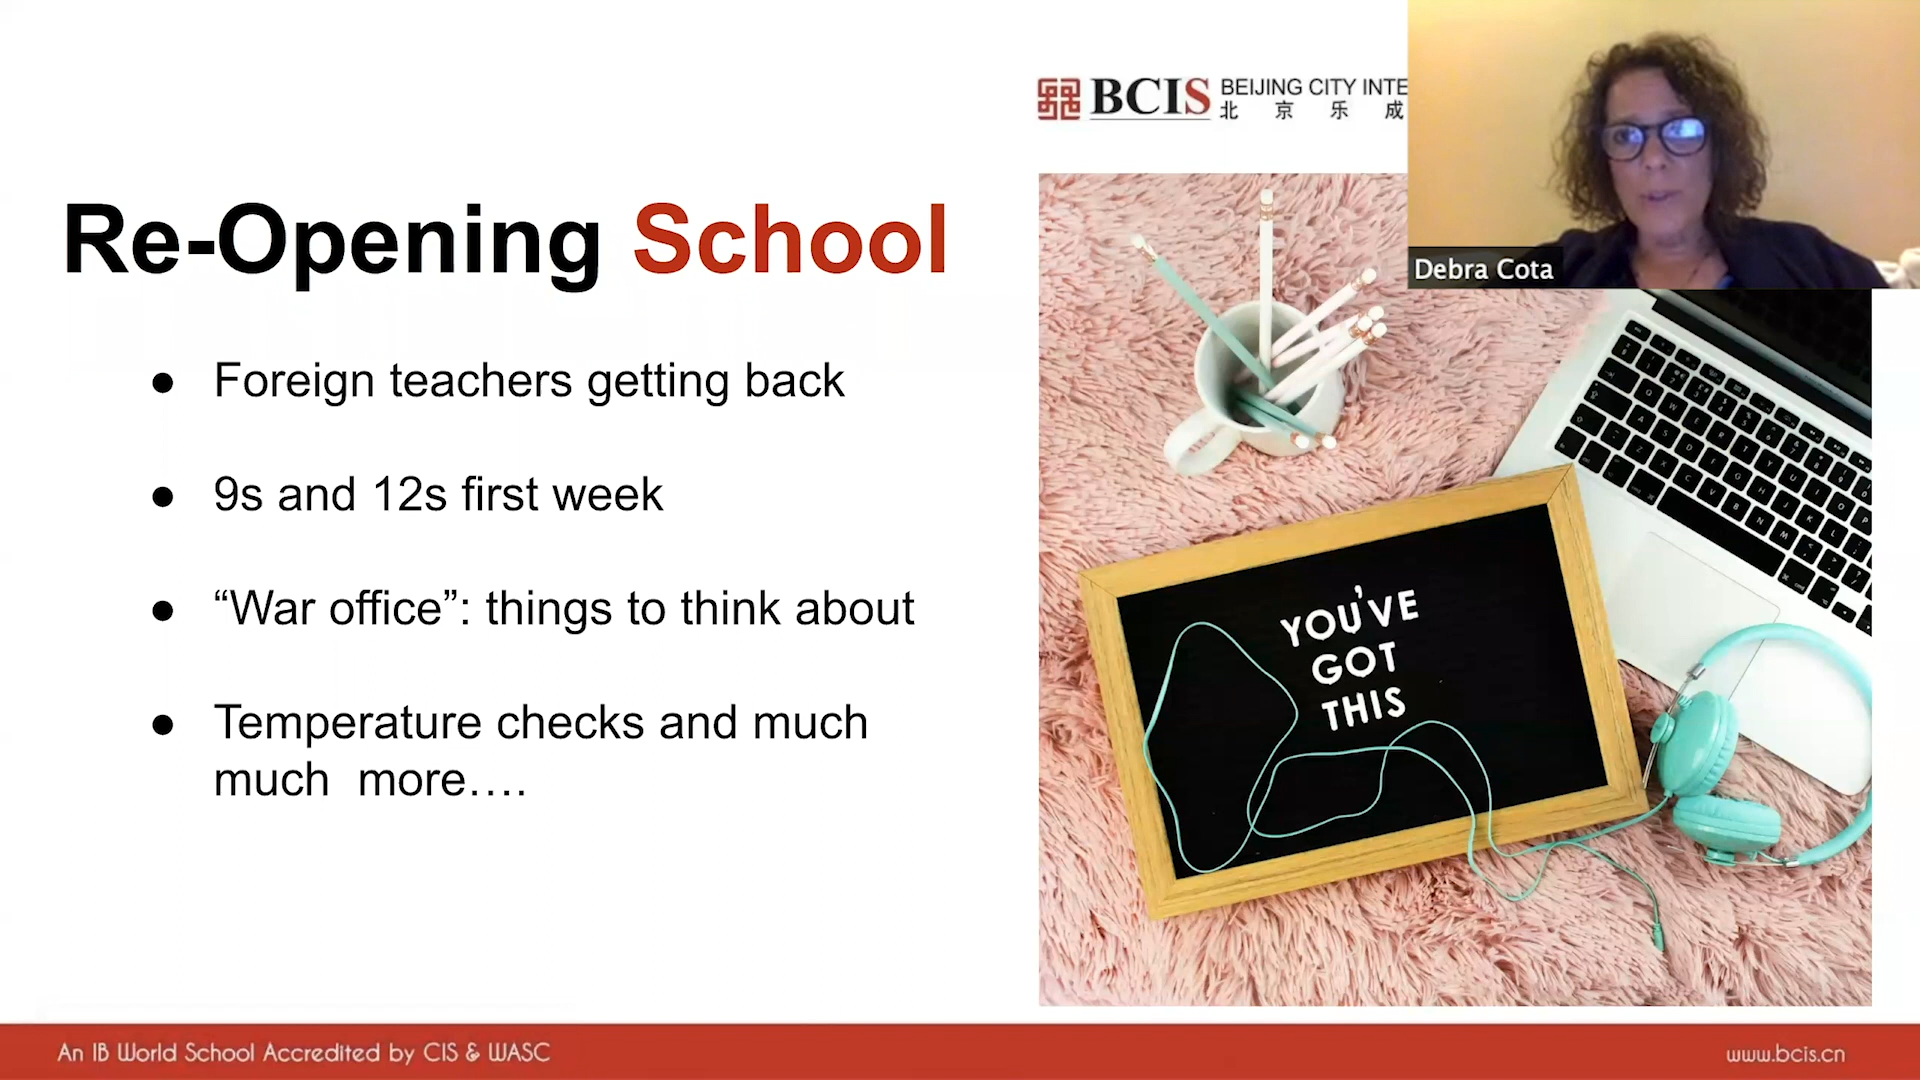 BCIS BEIJING CITY INTE
北 京 乐 成
Debra Cota
Re-Opening School
● Foreign teachers getting back
● 9s and 12s first week
● “War office”: things to think about
● Temperature checks and much
much more….
YOU'VE
GOT
THIS
An IB World School Accredited by CIS & WASC
www.bcis.cn